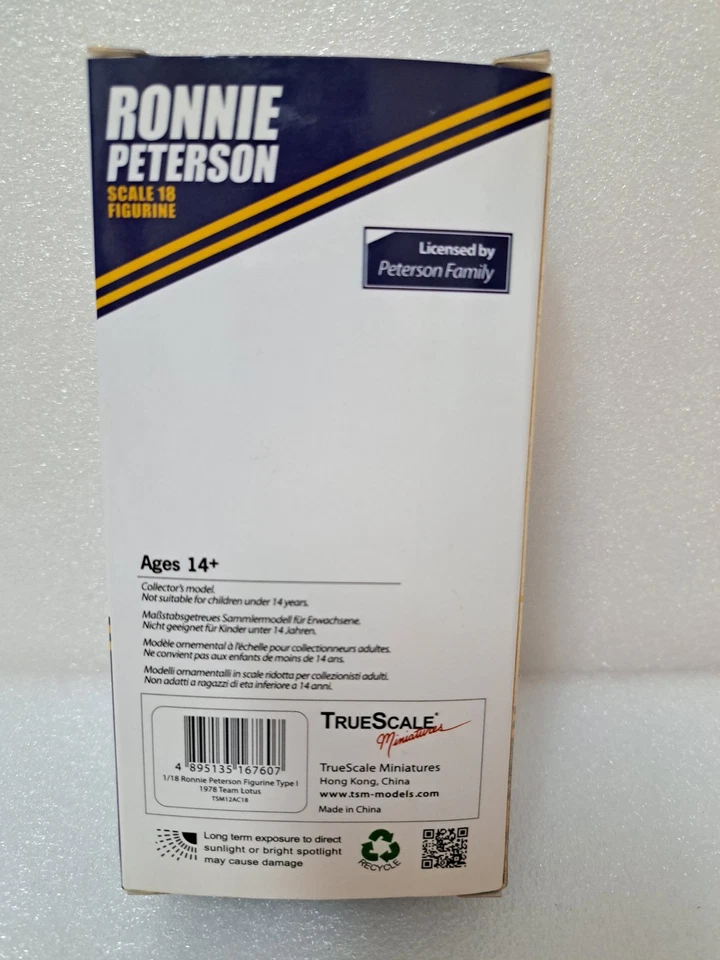 RONNIE
PETERSON
SCALE 18
FIGURINE
Licensed by
Peterson Family
Ages 14+
Collector's model.
Not suitable for children under 14 years.
Maßstabsgetreues Sammlermodell für Erwachsene.
Nicht geeignet für Kinder unter 14 Jahren.
Modèle ornemental à l'échelle pour collectionneurs adultes.
Ne convient pas aux enfants de moins de 14 ans.
Modelli ornamentalli in scale ridotta per collezionisti adulti.
Non adatti a ragazzi di eta inferiore a 14 anni.
4 895135 167607
1/18 Ronnie Peterson Figurine Type I
1978 Team Lotus
TSM12AC18
TRUESCALE
Miniatures
TrueScale Miniatures
Hong Kong, China
www.tsm-models.com
Made in China
Long term exposure to direct
sunlight or bright spotlight
may cause damage
RECYCLE